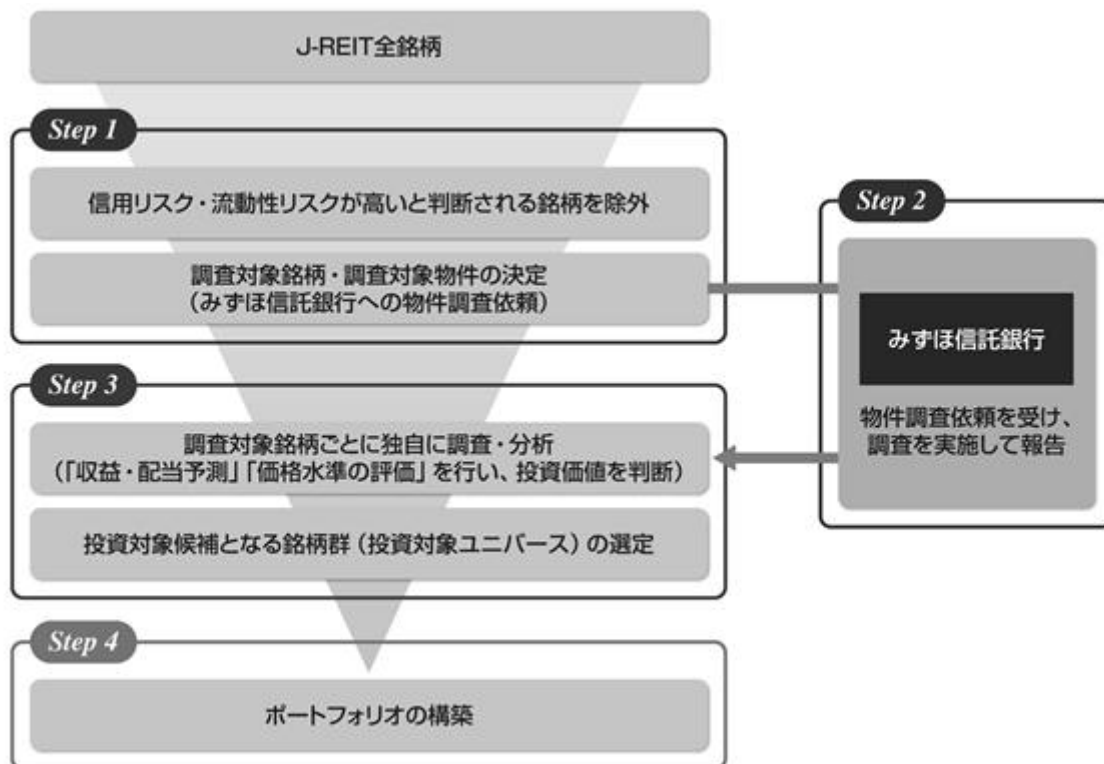 J-REIT全銘柄
Step 1
信用リスク・流動性リスクが高いと判断される銘柄を除外
調査対象銘柄・調査対象物件の決定
（みずほ信託銀行への物件調査依頼）
Step 2
みずほ信託銀行
物件調査依頼を受け、
調査を実施して報告
Step 3
調査対象銘柄ごとに独自に調査・分析
（「収益・配当予測」「価格水準の評価」を行い、投資価値を判断）
投資対象候補となる銘柄群（投資対象ユニバース）の選定
Step 4
ポートフォリオの構築